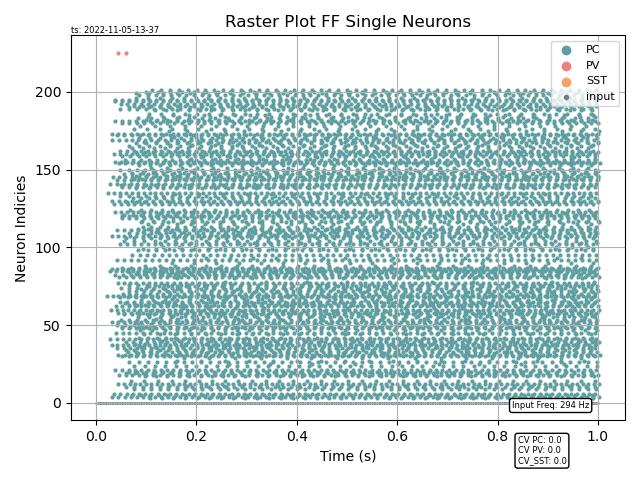 Raster Plot FF Single Neurons
ts: 2022-11-05-13-37
PC
PV
SST
input
200
150
100
50
0
Neuron Indicies
Input Freq: 294 Hz
0.0 0.2 0.4 0.6 0.8 1.0
Time (s)
CV PC: 0.0
CV PV: 0.0
CV_SST: 0.0